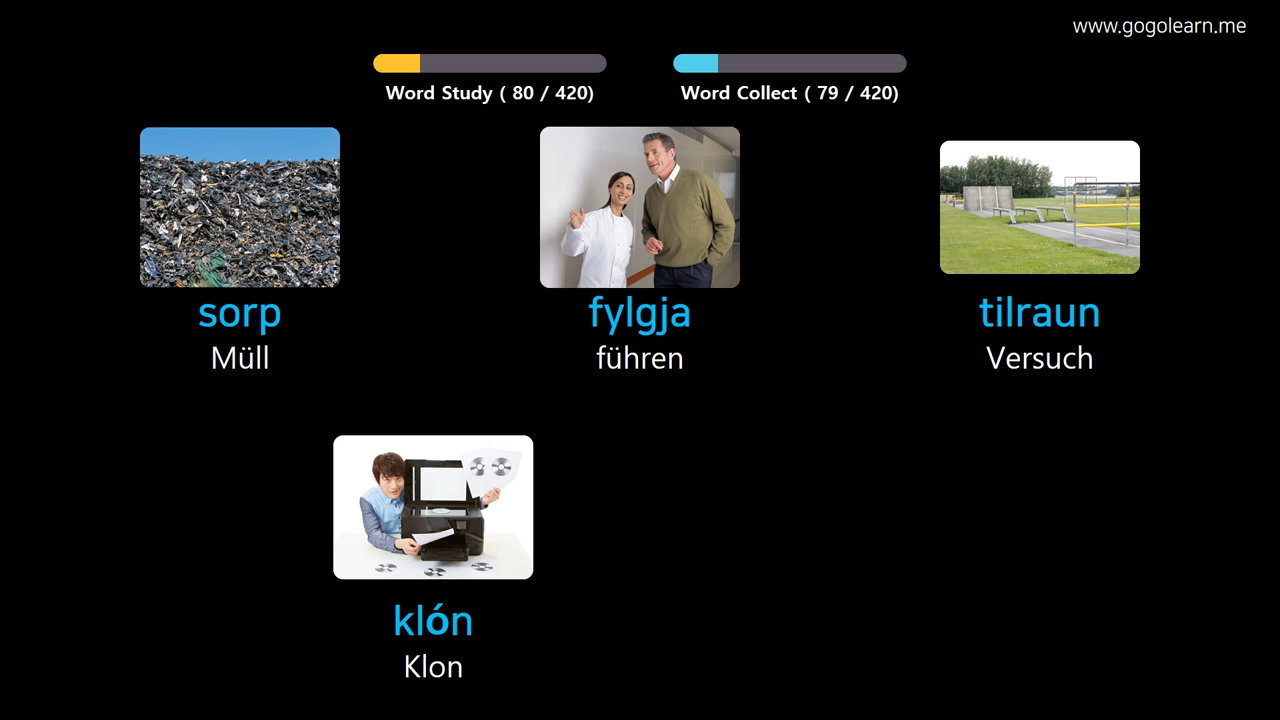 www.gogolearn.me
Word Study ( 80 / 420)
Word Collect ( 79 / 420)
sorp
Müll
fylgja
führen
tilraun
Versuch
klón
Klon